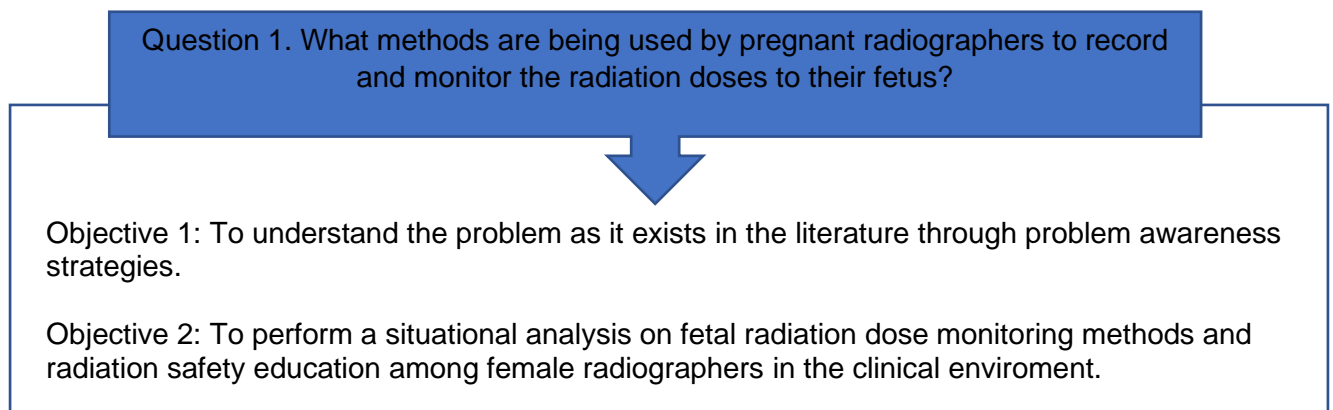 Question 1. What methods are being used by pregnant radiographers to record
and monitor the radiation doses to their fetus?
Objective 1: To understand the problem as it exists in the literature through problem awareness
strategies.
Objective 2: To perform a situational analysis on fetal radiation dose monitoring methods and
radiation safety education among female radiographers in the clinical enviroment.